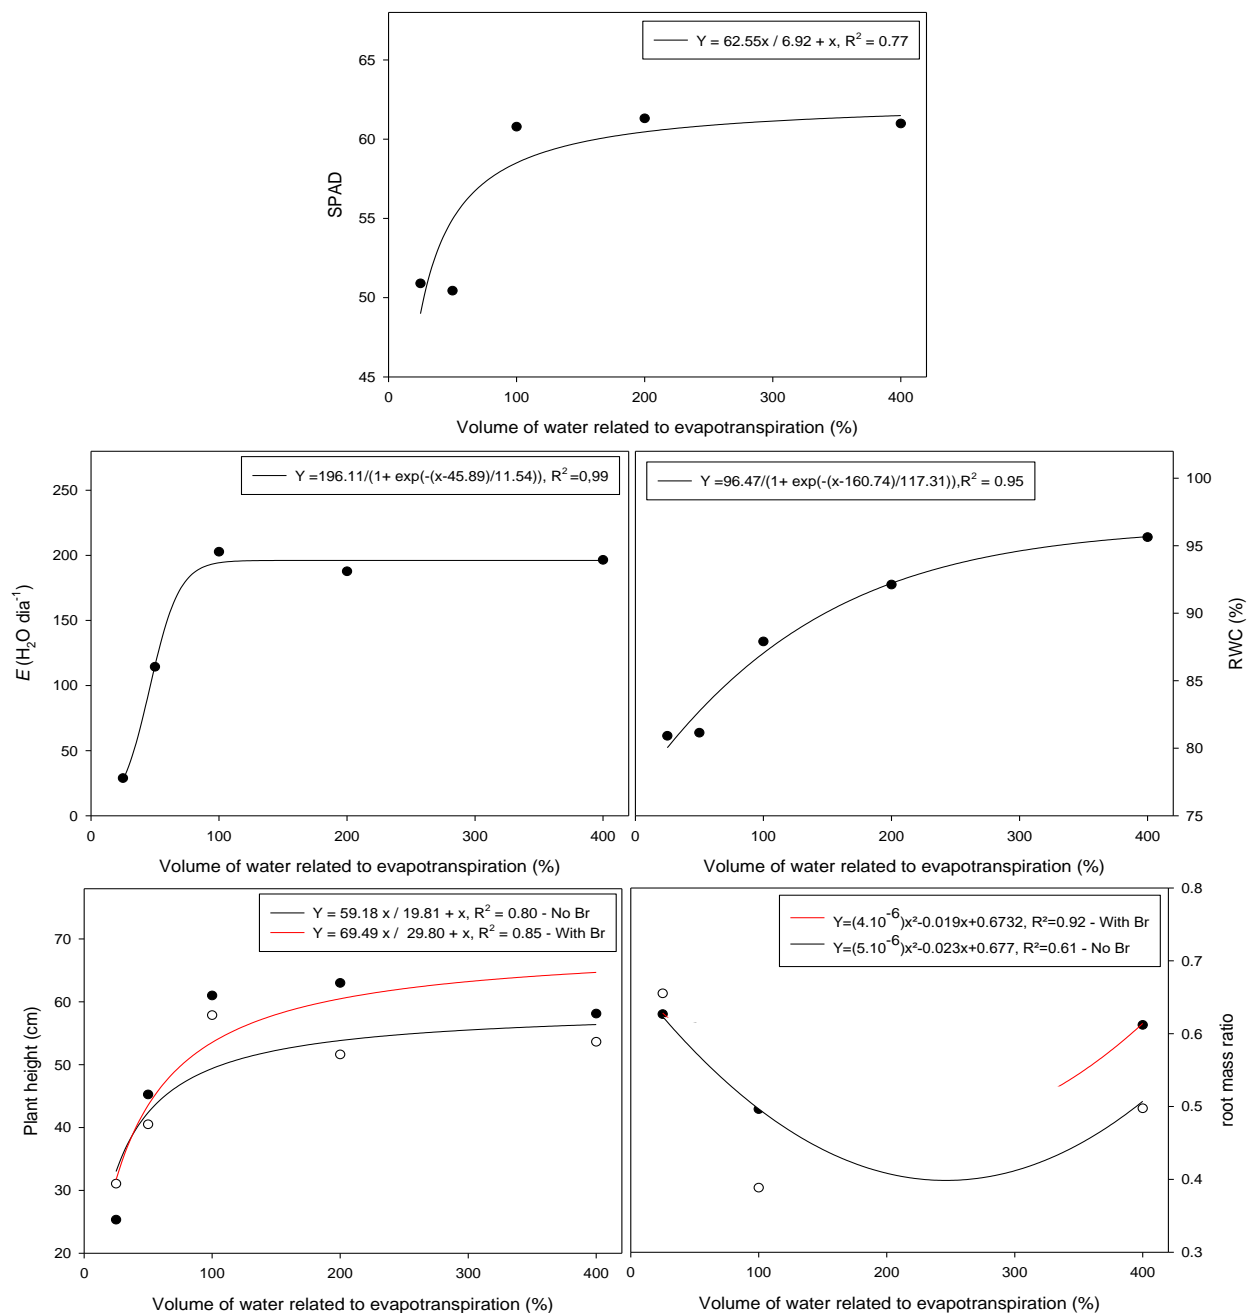 Y = 62.55x / 6.92 + x, R² = 0.77
65
60
55
50
45
SPAD
0 100 200 300 400
Volume of water related to evapotranspiration (%)
Y =196.11/(1+ exp(-(x-45.89)/11.54)), R² =0,99
250
200
150
100
50
0
E (H₂O dia⁻¹)
0 100 200 300 400
Volume of water related to evapotranspiration (%)
Y =96.47/(1+ exp(-(x-160.74)/117.31)),R² = 0.95
100
95
90
85
80
75
RWC (%)
0 100 200 300 400
Volume of water related to evapotranspiration (%)
Y = 59.18 x / 19.81 + x, R² = 0.80 - No Br
Y = 69.49 x / 29.80 + x, R² = 0.85 - With Br
70
60
50
40
30
20
Plant height (cm)
0 100 200 300 400
Volume of water related to evapotranspiration (%)
Y=(4.10⁻⁶)x²-0.019x+0.6732, R²=0.92 - With Br
Y=(5.10⁻⁶)x²-0.023x+0.677, R²=0.61 - No Br
0.8
0.7
0.6
0.5
0.4
0.3
root mass ratio
0 100 200 300 400
Volume of water related to evapotranspiration (%)